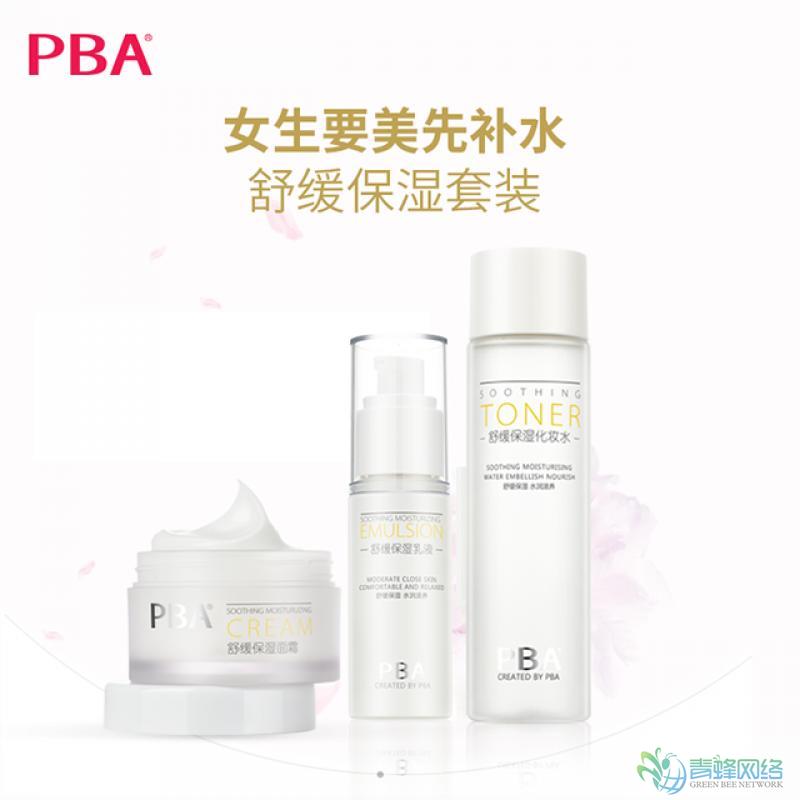 PBA®
女生要美先补水
舒缓保湿套装
SOOTHING
TONER
舒缓保湿化妆水
SOOTHING MOISTURISING
WATER EMBELLISH NOURISH
舒缓保湿 水润滋养
PBA
CREATED BY PBA
SOOTHING MOISTURIZING
EMULSION
舒缓保湿乳液
MODERATE CLOSE SKIN
COMFORTABLE AND RELAXED
舒缓保湿 水润滋养
PBA
CREATED BY PBA
PBA®
SOOTHING MOISTURIZING
CREAM
舒缓保湿面霜
青蜂网络
GREEN BEE NETWORK